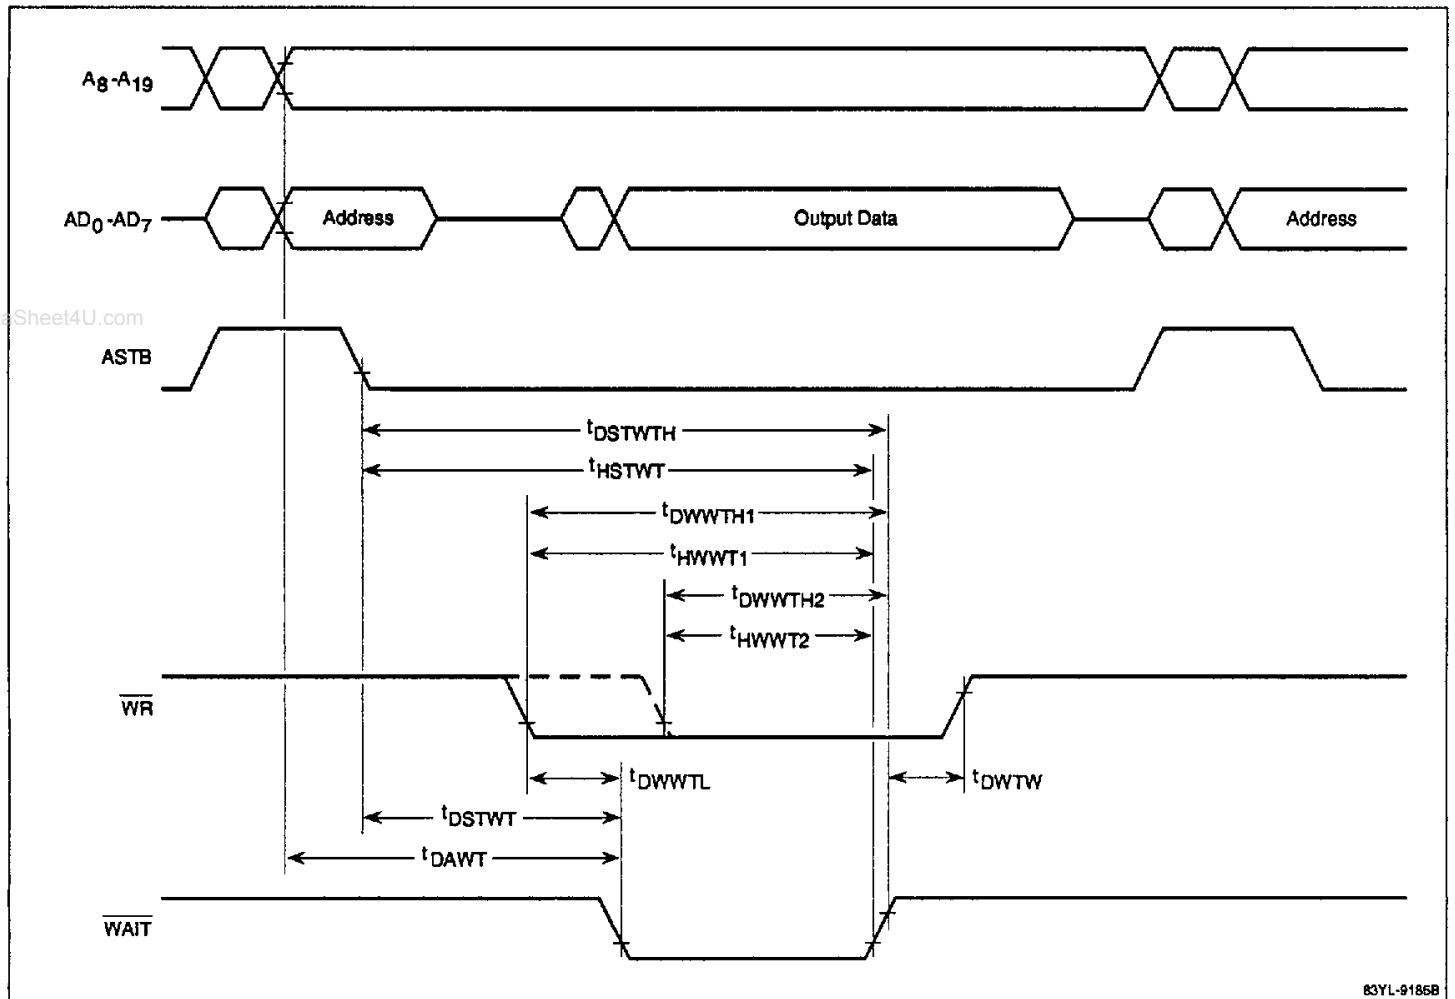 A8-A19
AD0-AD7
Address
Output Data
Address
aSheet4U.com
ASTB
tDSTWTH
tHSTWT
tDWWTH1
tHWWT1
tDWWTH2
tHWWT2
WR
tDWWTL
tDWTW
tDSTWT
tDAWT
WAIT
83YL-9186B